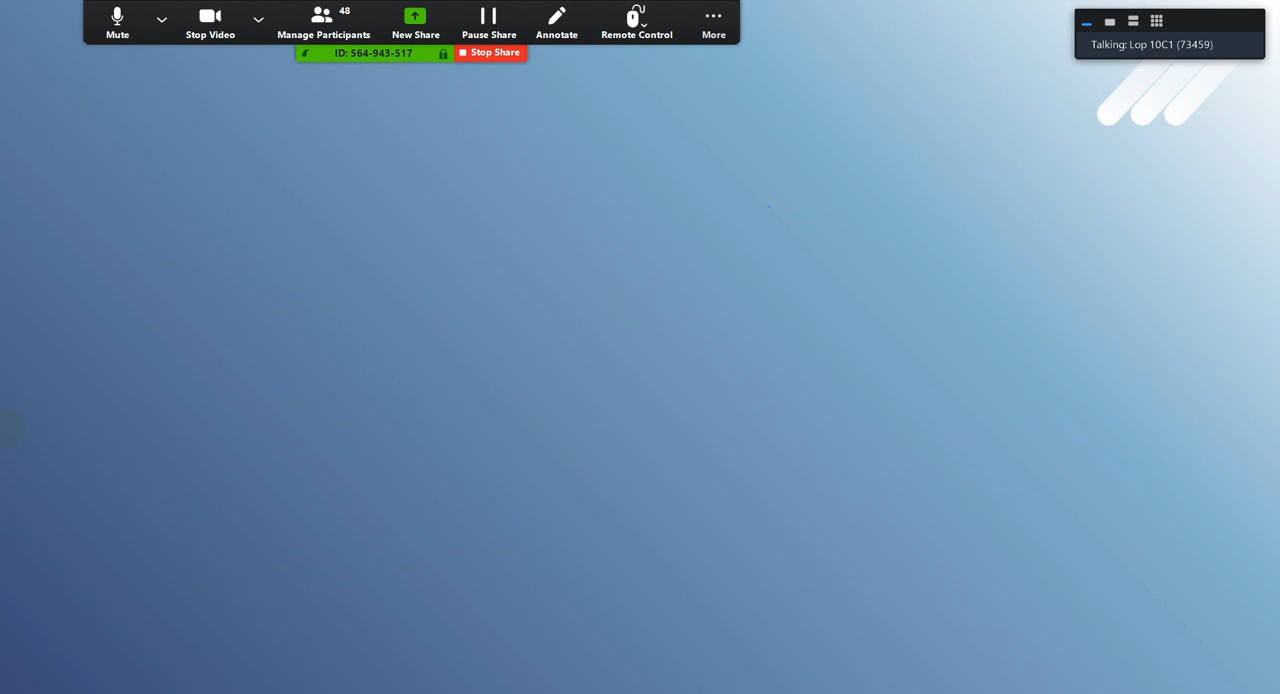 48
Mute
Stop Video
Manage Participants
New Share
Pause Share
Annotate
Remote Control
More
ID: 564-943-517
Stop Share
Talking: Lop 10C1 (73459)